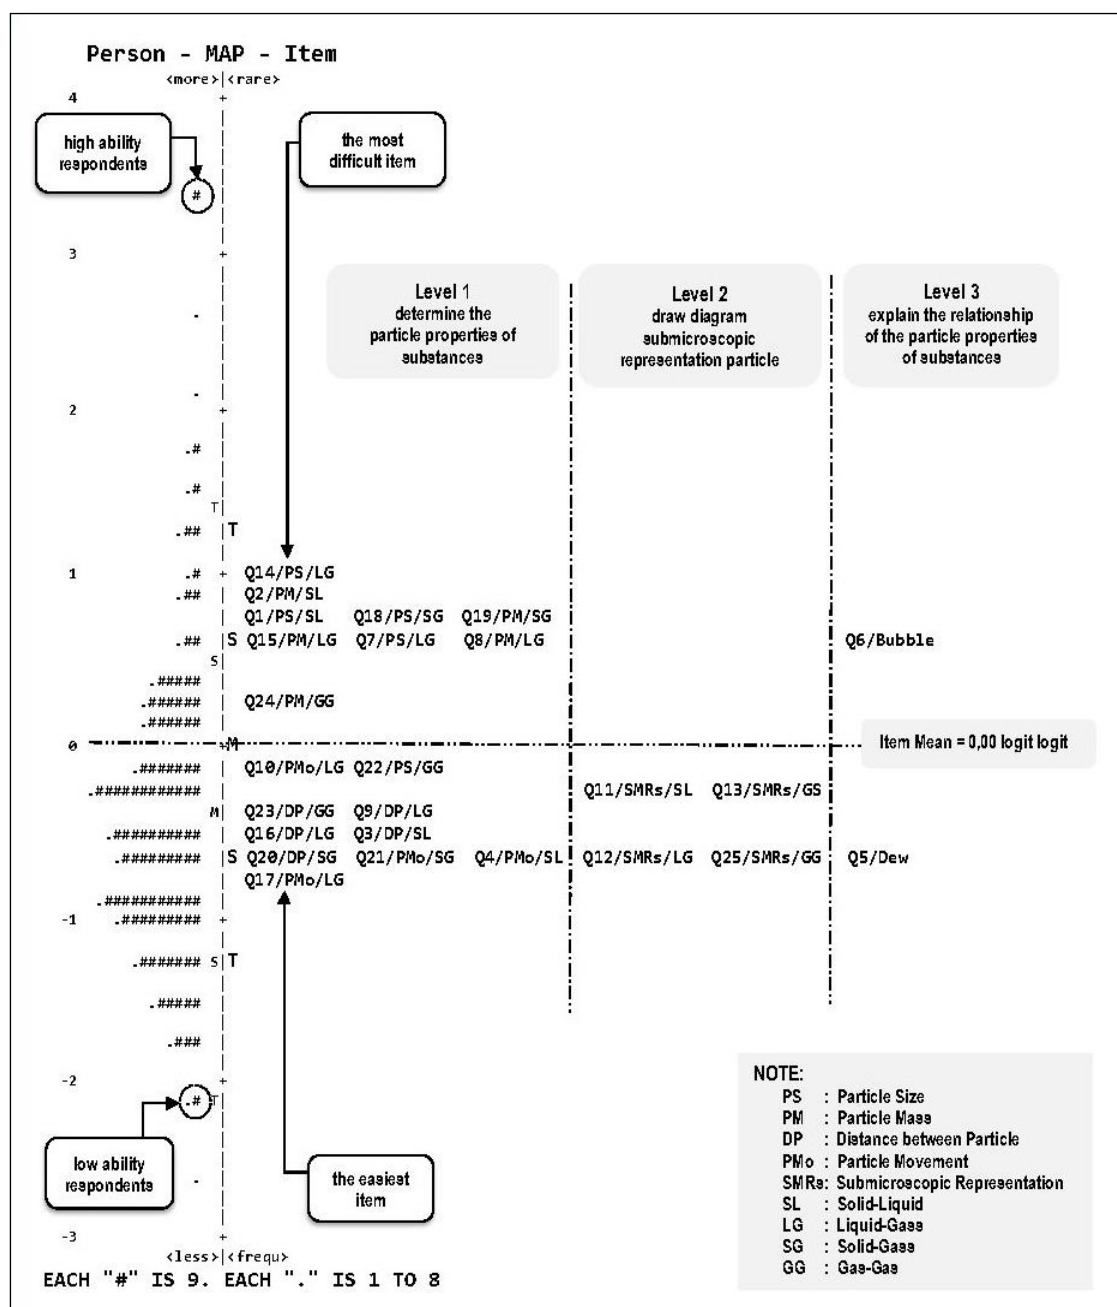 Person - MAP - Item
<more>|<rare>
4 +
high ability
respondents
#
the most
difficult item
3 +
Level 1
determine the
particle properties of
substances
Level 2
draw diagram
submicroscopic
representation particle
Level 3
explain the relationship
of the particle properties
of substances
.
.
2 +
.# |
.# |
T|
.## |T
1 .# + Q14/PS/LG
.## | Q2/PM/SL
| Q1/PS/SL Q18/PS/SG Q19/PM/SG
.## |S Q15/PM/LG Q7/PS/LG Q8/PM/LG Q6/Bubble
S|
.##### |
.###### | Q24/PM/GG
.###### |
0 +M
Item Mean = 0,00 logit logit
.####### | Q10/PMo/LG Q22/PS/GG
.############ | Q11/SMRs/SL Q13/SMRs/GS
M| Q23/DP/GG Q9/DP/LG
.########## | Q16/DP/LG Q3/DP/SL
.######### |S Q20/DP/SG Q21/PMo/SG Q4/PMo/SL Q12/SMRs/LG Q25/SMRs/GG Q5/Dew
| Q17/PMo/LG
.########### |
-1 .######### +
.####### S|T
.##### |
.### |
-2 +
.# T|
low ability
respondents
.
the easiest
item
-3 +
<less>|<frequ>
EACH "#" IS 9. EACH "." IS 1 TO 8
NOTE:
PS : Particle Size
PM : Particle Mass
DP : Distance between Particle
PMo : Particle Movement
SMRs: Submicroscopic Representation
SL : Solid-Liquid
LG : Liquid-Gass
SG : Solid-Gass
GG : Gas-Gas